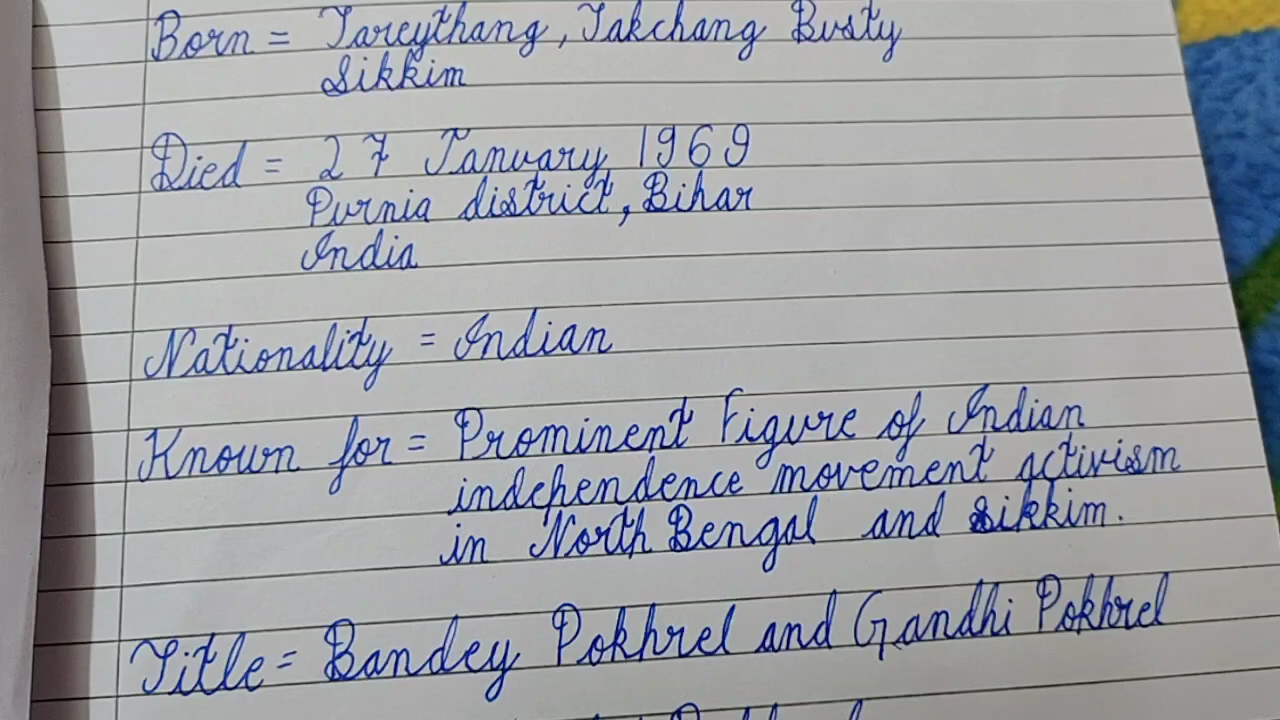 Born = Tareythang, Takchang Busty
Sikkim
Died = 27 January 1969
Purnia district, Bihar
India
Nationality = Indian
Known for = Prominent Figure of Indian
independence movement activism
in North Bengal and Sikkim.
Title = Bandey Pokhrel and Gandhi Pokhrel